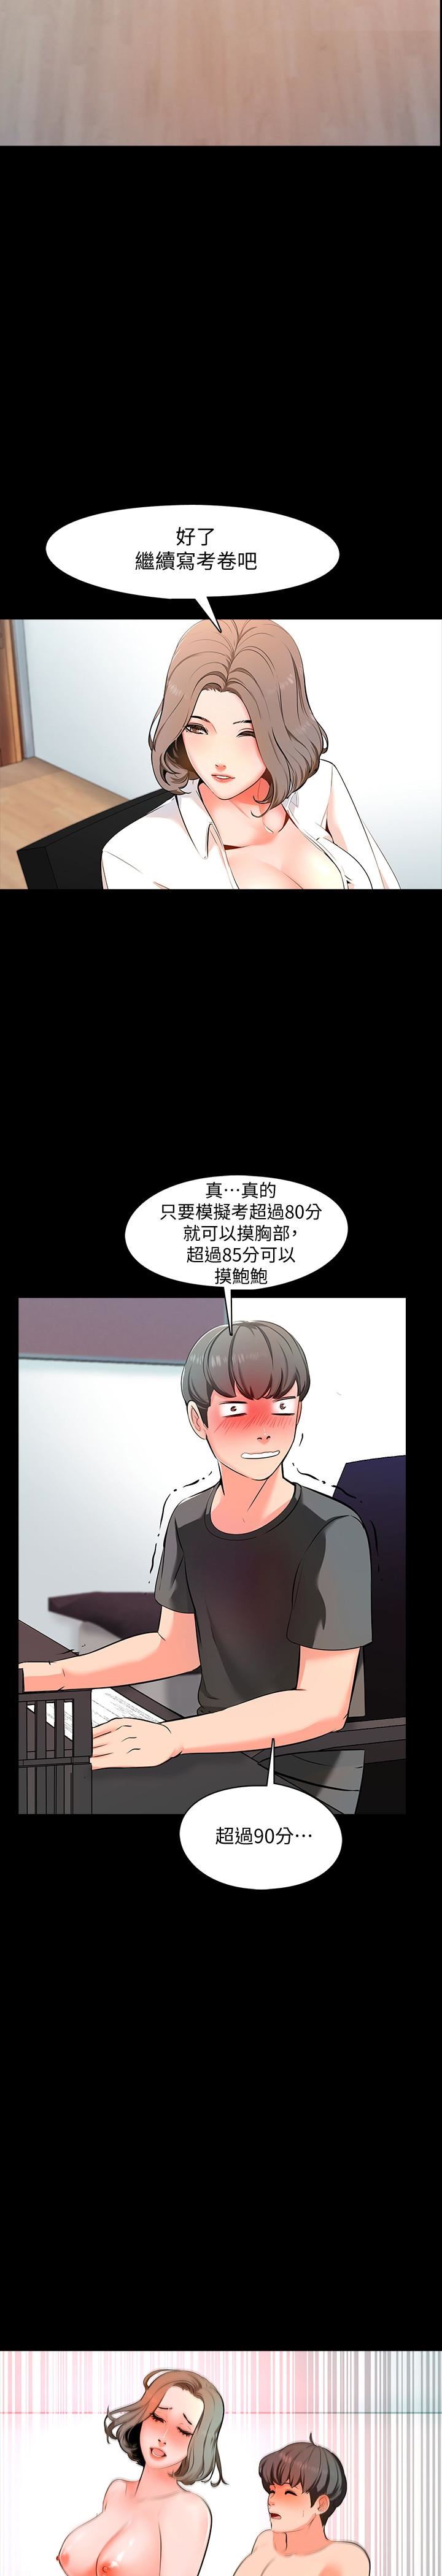 好了
繼續寫考卷吧
真⋯真的
只要模擬考超過80分
就可以摸胸部，
超過85分可以
摸鮑鮑
超過90分⋯